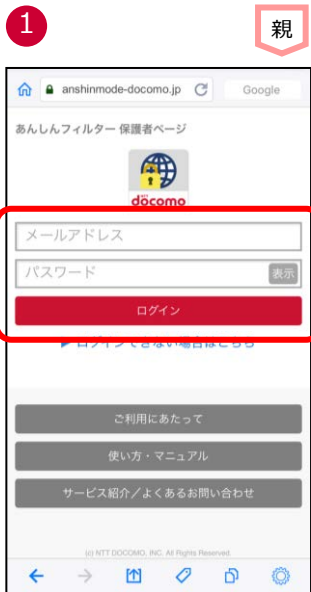 1
親
anshinmode-docomo.jp
Google
あんしんフィルター 保護者ページ
NTT
döcomo
メールアドレス
パスワード
表示
ログイン
▶ ログインできない場合はこちら
ご利用にあたって
使い方・マニュアル
サービス紹介／よくあるお問い合わせ
(c) NTT DOCOMO, INC. All Rights Reserved.